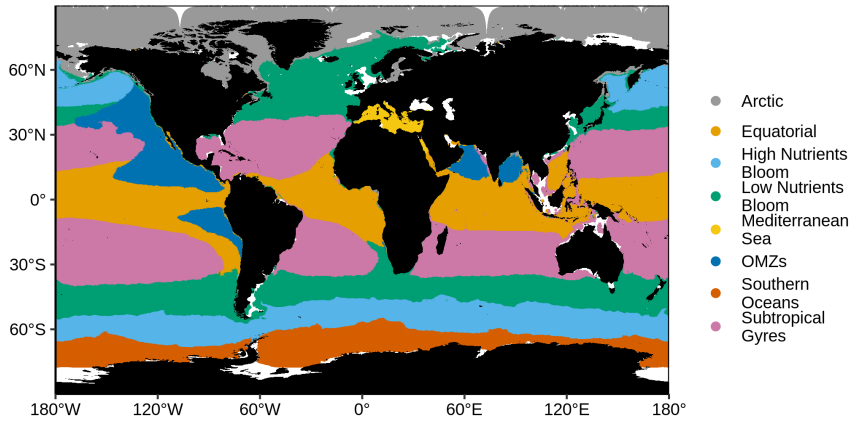 60°N
30°N
0°
30°S
60°S
180°W
120°W
60°W
0°
60°E
120°E
180°
Arctic
Equatorial
High Nutrients
Bloom
Low Nutrients
Bloom
Mediterranean
Sea
OMZs
Southern
Oceans
Subtropical
Gyres